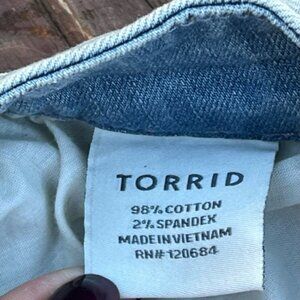 TORRID
98% COTTON
2% SPANDEX
MADE IN VIETNAM
RN# 120684